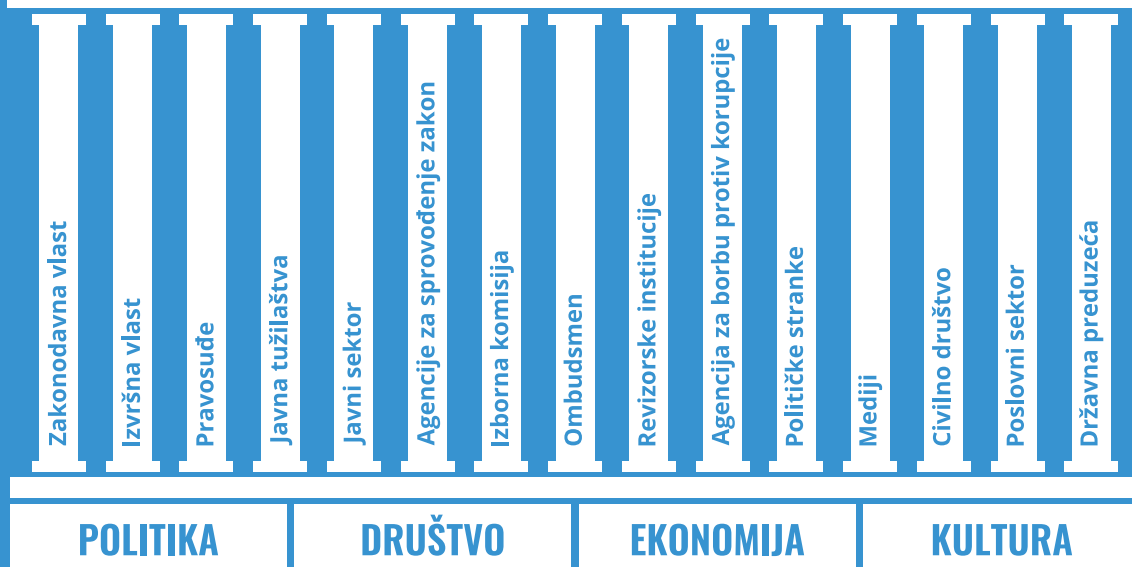 Zakonodavna vlast
Izvršna vlast
Pravosuđe
Javna tužilaštva
Javni sektor
Agencije za sprovođenje zakon
Izborna komisija
Ombudsmen
Revizorske institucije
Agencija za borbu protiv korupcije
Političke stranke
Mediji
Civilno društvo
Poslovni sektor
Državna preduzeća
POLITIKA
DRUŠTVO
EKONOMIJA
KULTURA